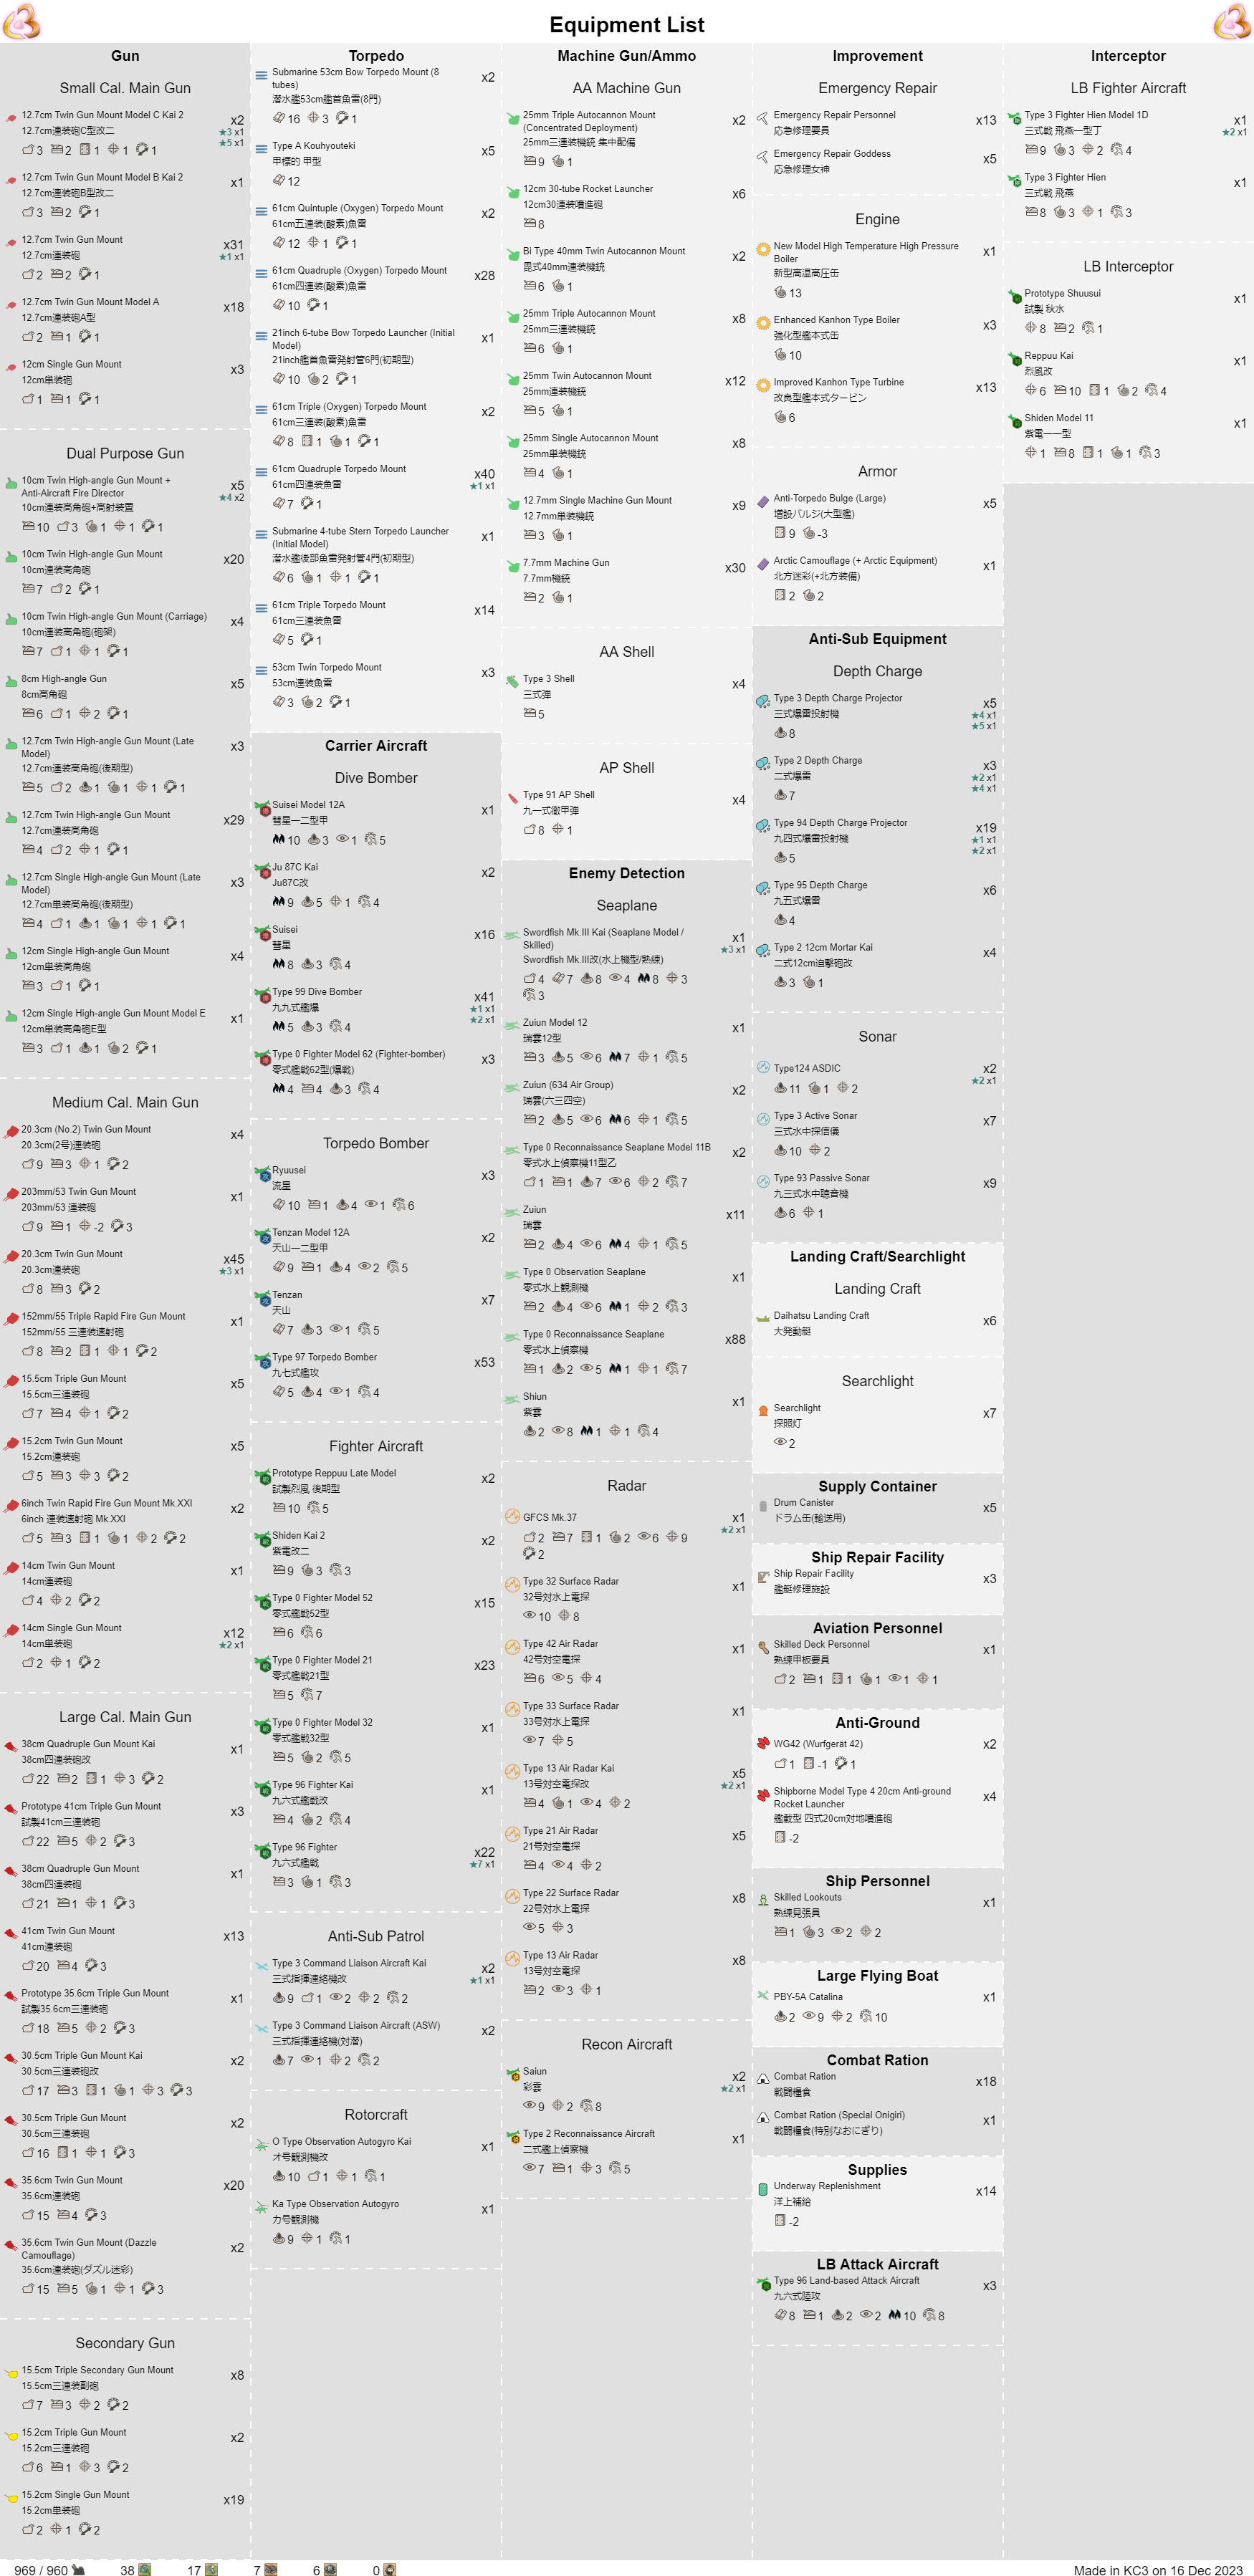 Equipment List
Gun
Small Cal. Main Gun
12.7cm Twin Gun Mount Model C Kai 2
x2
12.7cm連装砲C型改二
★3 x1
★5 x1
3 2 1 1 1
12.7cm Twin Gun Mount Model B Kai 2
x1
12.7cm連装砲B型改二
3 2 1
12.7cm Twin Gun Mount
x31
12.7cm連装砲
★1 x1
2 2 1
12.7cm Twin Gun Mount Model A
x18
12.7cm連装砲A型
2 1 1
12cm Single Gun Mount
x3
12cm単装砲
1 1 1
Dual Purpose Gun
10cm Twin High-angle Gun Mount +
Anti-Aircraft Fire Director
x5
★4 x2
10cm連装高角砲+高射装置
10 3 1 1 1
10cm Twin High-angle Gun Mount
x20
10cm連装高角砲
7 2 1
10cm Twin High-angle Gun Mount (Carriage)
x4
10cm連装高角砲(砲架)
7 1 1 1
8cm High-angle Gun
x5
8cm高角砲
6 1 2 1
12.7cm Twin High-angle Gun Mount (Late
Model)
x3
12.7cm連装高角砲(後期型)
5 2 1 1 1 1
12.7cm Twin High-angle Gun Mount
x29
12.7cm連装高角砲
4 2 1 1
12.7cm Single High-angle Gun Mount (Late
Model)
x3
12.7cm単装高角砲(後期型)
4 1 1 1 1 1
12cm Single High-angle Gun Mount
x4
12cm単装高角砲
3 1 1
12cm Single High-angle Gun Mount Model E
x1
12cm単装高角砲E型
3 1 1 2 1
Medium Cal. Main Gun
20.3cm (No.2) Twin Gun Mount
x4
20.3cm(2号)連装砲
9 3 1 2
203mm/53 Twin Gun Mount
x1
203mm/53 連装砲
9 1 -2 3
20.3cm Twin Gun Mount
x45
20.3cm連装砲
★3 x1
8 3 2
152mm/55 Triple Rapid Fire Gun Mount
x1
152mm/55 三連装速射砲
8 2 1 1 2
15.5cm Triple Gun Mount
x5
15.5cm三連装砲
7 4 1 2
15.2cm Twin Gun Mount
x5
15.2cm連装砲
5 3 3 2
6inch Twin Rapid Fire Gun Mount Mk.XXI
x2
6inch 連装速射砲 Mk.XXI
5 3 1 1 2 2
14cm Twin Gun Mount
x1
14cm連装砲
4 2 2
14cm Single Gun Mount
x12
14cm単装砲
★2 x1
2 1 2
Large Cal. Main Gun
38cm Quadruple Gun Mount Kai
x1
38cm四連装砲改
22 2 1 3 2
Prototype 41cm Triple Gun Mount
x3
試製41cm三連装砲
22 5 2 3
38cm Quadruple Gun Mount
x1
38cm四連装砲
21 1 1 3
41cm Twin Gun Mount
x13
41cm連装砲
20 4 3
Prototype 35.6cm Triple Gun Mount
x1
試製35.6cm三連装砲
18 5 2 3
30.5cm Triple Gun Mount Kai
x2
30.5cm三連装砲改
17 3 1 1 3 3
30.5cm Triple Gun Mount
x2
30.5cm三連装砲
16 1 1 3
35.6cm Twin Gun Mount
x20
35.6cm連装砲
15 4 3
35.6cm Twin Gun Mount (Dazzle
Camouflage)
x2
35.6cm連装砲(ダズル迷彩)
15 5 1 1 3
Secondary Gun
15.5cm Triple Secondary Gun Mount
x8
15.5cm三連装副砲
7 3 2 2
15.2cm Triple Gun Mount
x2
15.2cm三連装砲
6 1 3 2
15.2cm Single Gun Mount
x19
15.2cm単装砲
2 1 2
Torpedo
Submarine 53cm Bow Torpedo Mount (8
tubes)
x2
潜水艦53cm艦首魚雷(8門)
16 3 1
Type A Kouhyouteki
x5
甲標的 甲型
12
61cm Quintuple (Oxygen) Torpedo Mount
x2
61cm五連装(酸素)魚雷
12 1 1
61cm Quadruple (Oxygen) Torpedo Mount
x28
61cm四連装(酸素)魚雷
10 1
21inch 6-tube Bow Torpedo Launcher (Initial
Model)
x1
21inch艦首魚雷発射管6門(初期型)
10 2 1
61cm Triple (Oxygen) Torpedo Mount
x2
61cm三連装(酸素)魚雷
8 1 1 1
61cm Quadruple Torpedo Mount
x40
61cm四連装魚雷
★1 x1
7 1
Submarine 4-tube Stern Torpedo Launcher
(Initial Model)
x1
潜水艦後部魚雷発射管4門(初期型)
6 1 1 1
61cm Triple Torpedo Mount
x14
61cm三連装魚雷
5 1
53cm Twin Torpedo Mount
x3
53cm連装魚雷
3 2 1
Carrier Aircraft
Dive Bomber
Suisei Model 12A
x1
彗星一二型甲
10 3 1 5
Ju 87C Kai
x2
Ju87C改
9 5 1 4
Suisei
x16
彗星
8 3 4
Type 99 Dive Bomber
x41
九九式艦爆
★1 x1
★2 x1
5 3 4
Type 0 Fighter Model 62 (Fighter-bomber)
x3
零式艦戦62型(爆戦)
4 4 3 4
Torpedo Bomber
Ryuusei
x3
流星
10 1 4 1 6
Tenzan Model 12A
x2
天山一二型甲
9 1 4 2 5
Tenzan
x7
天山
7 3 1 5
Type 97 Torpedo Bomber
x53
九七式艦攻
5 4 1 4
Fighter Aircraft
Prototype Reppuu Late Model
x2
試製烈風 後期型
10 5
Shiden Kai 2
x2
紫電改二
9 3 3
Type 0 Fighter Model 52
x15
零式艦戦52型
6 6
Type 0 Fighter Model 21
x23
零式艦戦21型
5 7
Type 0 Fighter Model 32
x1
零式艦戦32型
5 2 5
Type 96 Fighter Kai
x1
九六式艦戦改
4 2 4
Type 96 Fighter
x22
九六式艦戦
★7 x1
3 1 3
Anti-Sub Patrol
Type 3 Command Liaison Aircraft Kai
x2
三式指揮連絡機改
★1 x1
9 1 2 2 2
Type 3 Command Liaison Aircraft (ASW)
x2
三式指揮連絡機(対潜)
7 1 2 2
Rotorcraft
O Type Observation Autogyro Kai
x1
オ号観測機改
10 1 1 1
Ka Type Observation Autogyro
x1
カ号観測機
9 1 1
Machine Gun/Ammo
AA Machine Gun
25mm Triple Autocannon Mount
(Concentrated Deployment)
x2
25mm三連装機銃 集中配備
9 1
12cm 30-tube Rocket Launcher
x6
12cm30連装噴進砲
8
Bi Type 40mm Twin Autocannon Mount
x2
毘式40mm連装機銃
6 1
25mm Triple Autocannon Mount
x8
25mm三連装機銃
6 1
25mm Twin Autocannon Mount
x12
25mm連装機銃
5 1
25mm Single Autocannon Mount
x8
25mm単装機銃
4 1
12.7mm Single Machine Gun Mount
x9
12.7mm単装機銃
3 1
7.7mm Machine Gun
x30
7.7mm機銃
2 1
AA Shell
Type 3 Shell
x4
三式弾
5
AP Shell
Type 91 AP Shell
x4
九一式徹甲弾
8 1
Enemy Detection
Seaplane
Swordfish Mk.III Kai (Seaplane Model /
Skilled)
x1
★3 x1
Swordfish Mk.III改(水上機型/熟練)
4 7 8 4 8 3
3
Zuiun Model 12
x1
瑞雲12型
3 5 6 7 1 5
Zuiun (634 Air Group)
x2
瑞雲(六三四空)
2 5 6 6 1 5
Type 0 Reconnaissance Seaplane Model 11B
x2
零式水上偵察機11型乙
1 1 7 6 2 7
Zuiun
x11
瑞雲
2 4 6 4 1 5
Type 0 Observation Seaplane
x1
零式水上観測機
2 4 6 1 2 3
Type 0 Reconnaissance Seaplane
x88
零式水上偵察機
1 2 5 1 1 7
Shiun
x1
紫雲
2 8 1 1 4
Radar
GFCS Mk.37
x1
★2 x1
2 7 1 2 6 9
2
Type 32 Surface Radar
x1
32号対水上電探
10 8
Type 42 Air Radar
x1
42号対空電探
6 5 4
Type 33 Surface Radar
x1
33号対水上電探
7 5
Type 13 Air Radar Kai
x5
13号対空電探改
★2 x1
4 1 4 2
Type 21 Air Radar
x5
21号対空電探
4 4 2
Type 22 Surface Radar
x8
22号対水上電探
5 3
Type 13 Air Radar
x8
13号対空電探
2 3 1
Recon Aircraft
Saiun
x2
彩雲
★2 x1
9 2 8
Type 2 Reconnaissance Aircraft
x1
二式艦上偵察機
7 1 3 5
Improvement
Emergency Repair
Emergency Repair Personnel
x13
応急修理要員
Emergency Repair Goddess
x5
応急修理女神
Engine
New Model High Temperature High Pressure
Boiler
x1
新型高温高圧缶
13
Enhanced Kanhon Type Boiler
x3
強化型艦本式缶
10
Improved Kanhon Type Turbine
x13
改良型艦本式タービン
6
Armor
Anti-Torpedo Bulge (Large)
x5
増設バルジ(大型艦)
9 -3
Arctic Camouflage (+ Arctic Equipment)
x1
北方迷彩(+北方装備)
2 2
Anti-Sub Equipment
Depth Charge
Type 3 Depth Charge Projector
x5
三式爆雷投射機
★4 x1
★5 x1
8
Type 2 Depth Charge
x3
二式爆雷
★2 x1
★4 x1
7
Type 94 Depth Charge Projector
x19
九四式爆雷投射機
★1 x1
★2 x1
5
Type 95 Depth Charge
x6
九五式爆雷
4
Type 2 12cm Mortar Kai
x4
二式12cm迫撃砲改
3 1
Sonar
Type124 ASDIC
x2
★2 x1
11 1 2
Type 3 Active Sonar
x7
三式水中探信儀
10 2
Type 93 Passive Sonar
x9
九三式水中聴音機
6 1
Landing Craft/Searchlight
Landing Craft
Daihatsu Landing Craft
x6
大発動艇
Searchlight
Searchlight
x7
探照灯
2
Supply Container
Drum Canister
x5
ドラム缶(輸送用)
Ship Repair Facility
Ship Repair Facility
x3
艦艇修理施設
Aviation Personnel
Skilled Deck Personnel
x1
熟練甲板要員
2 1 1 1 1 1
Anti-Ground
WG42 (Wurfgerät 42)
x2
1 -1 1
Shipborne Model Type 4 20cm Anti-ground
Rocket Launcher
x4
艦載型 四式20cm対地噴進砲
-2
Ship Personnel
Skilled Lookouts
x1
熟練見張員
1 3 2 2
Large Flying Boat
PBY-5A Catalina
x1
2 9 2 10
Combat Ration
Combat Ration
x18
戦闘糧食
Combat Ration (Special Onigiri)
x1
戦闘糧食(特別なおにぎり)
Supplies
Underway Replenishment
x14
洋上補給
-2
LB Attack Aircraft
Type 96 Land-based Attack Aircraft
x3
九六式陸攻
8 1 2 2 10 8
Interceptor
LB Fighter Aircraft
Type 3 Fighter Hien Model 1D
x1
三式戦 飛燕一型丁
★2 x1
9 3 2 4
Type 3 Fighter Hien
x1
三式戦 飛燕
8 3 1 3
LB Interceptor
Prototype Shuusui
x1
試製 秋水
8 2 1
Reppuu Kai
x1
烈風改
6 10 1 2 4
Shiden Model 11
x1
紫電一一型
1 8 1 1 3
969 / 960 38 17 7 6 0
Made in KC3 on 16 Dec 2023